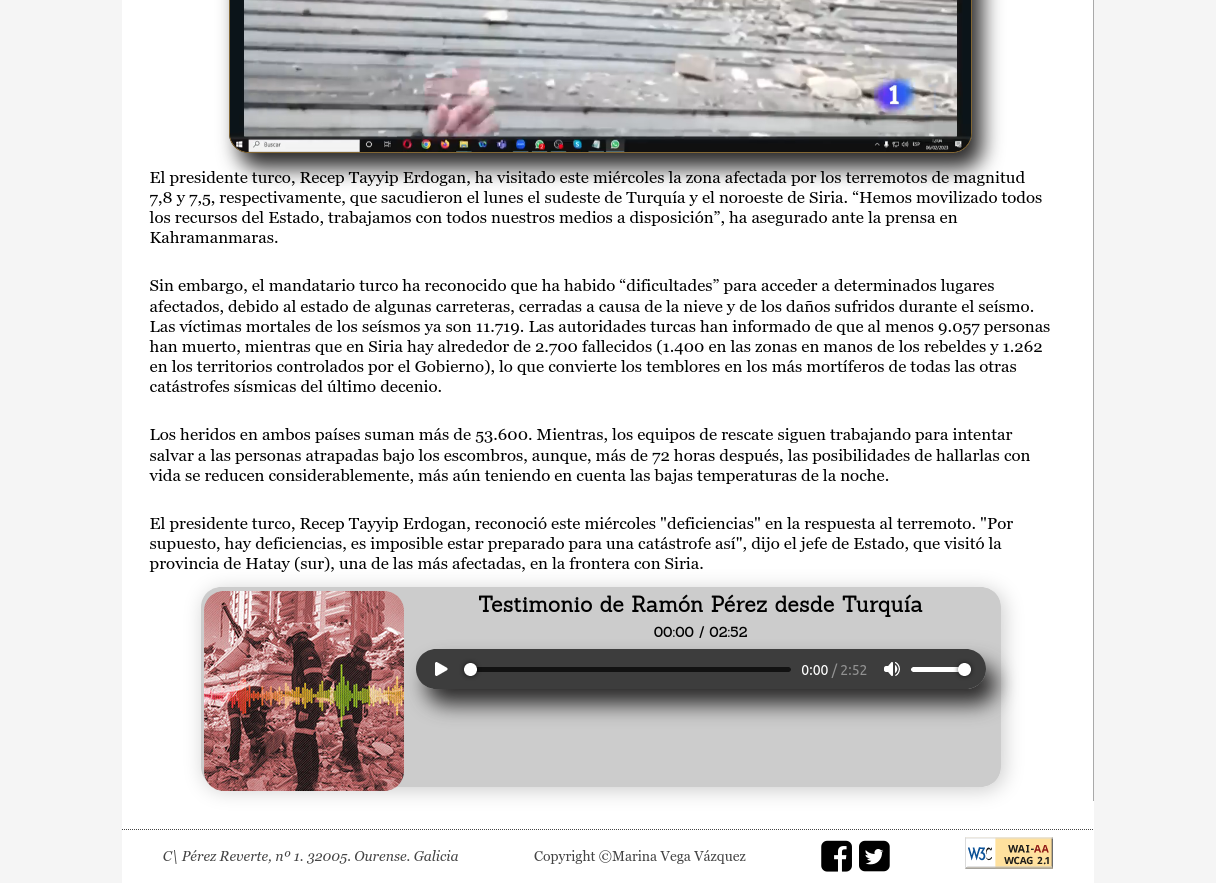 1
Buscar
ESP
06/02/2023
El presidente turco, Recep Tayyip Erdogan, ha visitado este miércoles la zona afectada por los terremotos de magnitud
7,8 y 7,5, respectivamente, que sacudieron el lunes el sudeste de Turquía y el noroeste de Siria. “Hemos movilizado todos
los recursos del Estado, trabajamos con todos nuestros medios a disposición”, ha asegurado ante la prensa en
Kahramanmaras.
Sin embargo, el mandatario turco ha reconocido que ha habido “dificultades” para acceder a determinados lugares
afectados, debido al estado de algunas carreteras, cerradas a causa de la nieve y de los daños sufridos durante el seísmo.
Las víctimas mortales de los seísmos ya son 11.719. Las autoridades turcas han informado de que al menos 9.057 personas
han muerto, mientras que en Siria hay alrededor de 2.700 fallecidos (1.400 en las zonas en manos de los rebeldes y 1.262
en los territorios controlados por el Gobierno), lo que convierte los temblores en los más mortíferos de todas las otras
catástrofes sísmicas del último decenio.
Los heridos en ambos países suman más de 53.600. Mientras, los equipos de rescate siguen trabajando para intentar
salvar a las personas atrapadas bajo los escombros, aunque, más de 72 horas después, las posibilidades de hallarlas con
vida se reducen considerablemente, más aún teniendo en cuenta las bajas temperaturas de la noche.
El presidente turco, Recep Tayyip Erdogan, reconoció este miércoles "deficiencias" en la respuesta al terremoto. "Por
supuesto, hay deficiencias, es imposible estar preparado para una catástrofe así", dijo el jefe de Estado, que visitó la
provincia de Hatay (sur), una de las más afectadas, en la frontera con Siria.
Testimonio de Ramón Pérez desde Turquía
00:00 / 02:52
0:00 / 2:52
C\ Pérez Reverte, nº 1. 32005. Ourense. Galicia
Copyright ©Marina Vega Vázquez
W3C WAI-AA
WCAG 2.1